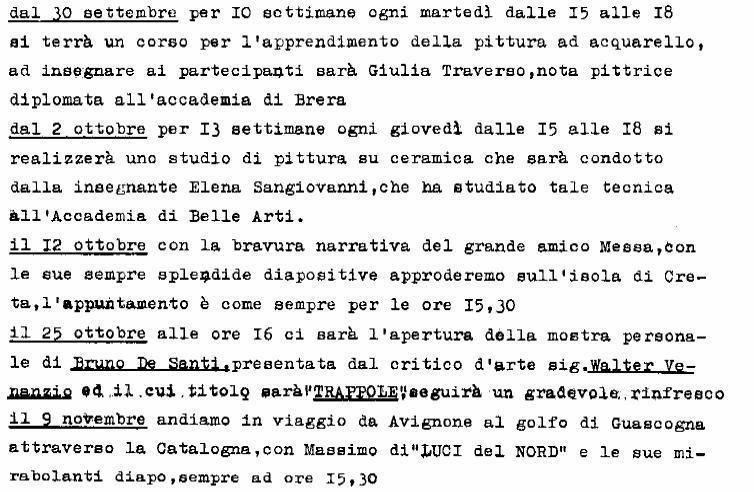 dal 30 settembre per IO settimane ogni martedì dalle I5 alle I8
si terrà un corso per l'apprendimento della pittura ad acquarello,
ad insegnare ai partecipanti sarà Giulia Traverso,nota pittrice
diplomata all'accademia di Brera
dal 2 ottobre per I3 settimane ogni giovedì dalle I5 alle I8 si
realizzerà uno studio di pittura su ceramica che sarà condotto
dalla insegnante Elena Sangiovanni,che ha studiato tale tecnica
all'Accademia di Belle Arti.
il I2 ottobre con la bravura narrativa del grande amico Messa,con
le sue sempre splendide diapositive approderemo sull'isola di Cre-
ta,l'appuntamento è come sempre per le ore I5,30
il 25 ottobre alle ore I6 ci sarà l'apertura della mostra persona-
le di Bruno De Santi,presentata dal critico d'arte sig.Walter Ve-
nanzio ed il cui titolo sarà"TRAPPOLE",seguirà un gradevole rinfresco
il 9 novembre andiamo in viaggio da Avignone al golfo di Guascogna
attraverso la Catalogna,con Massimo di"LUCI del NORD" e le sue mi-
rabolanti diapo,sempre ad ore I5,30